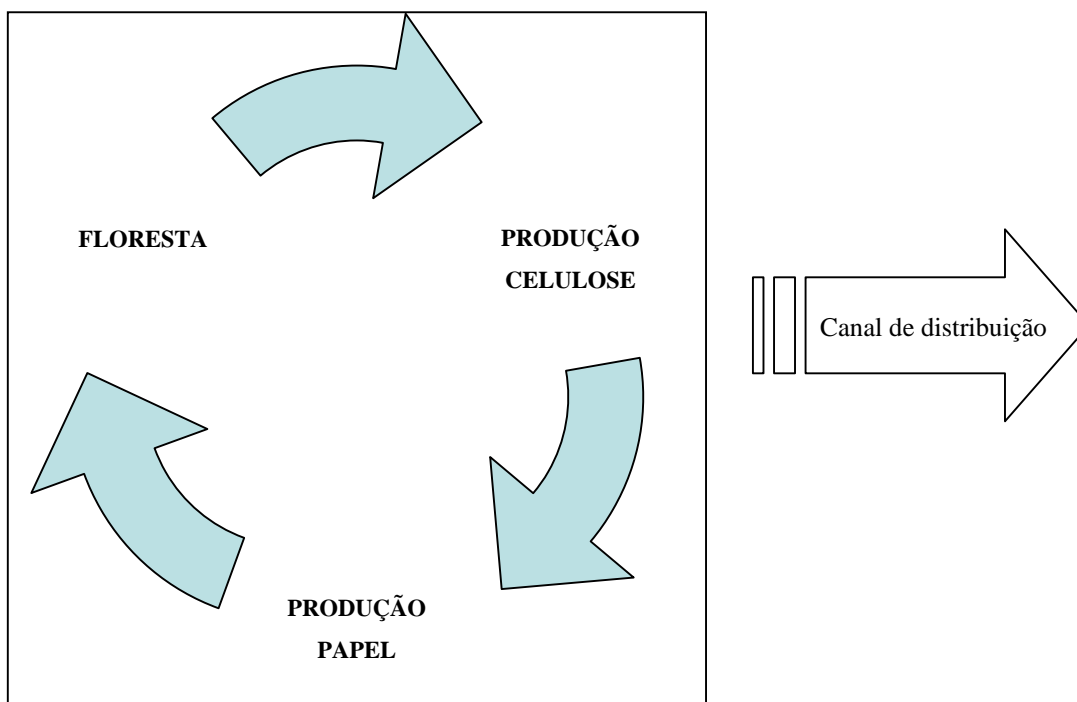 FLORESTA
PRODUÇÃO
CELULOSE
Canal de distribuição
PRODUÇÃO
PAPEL